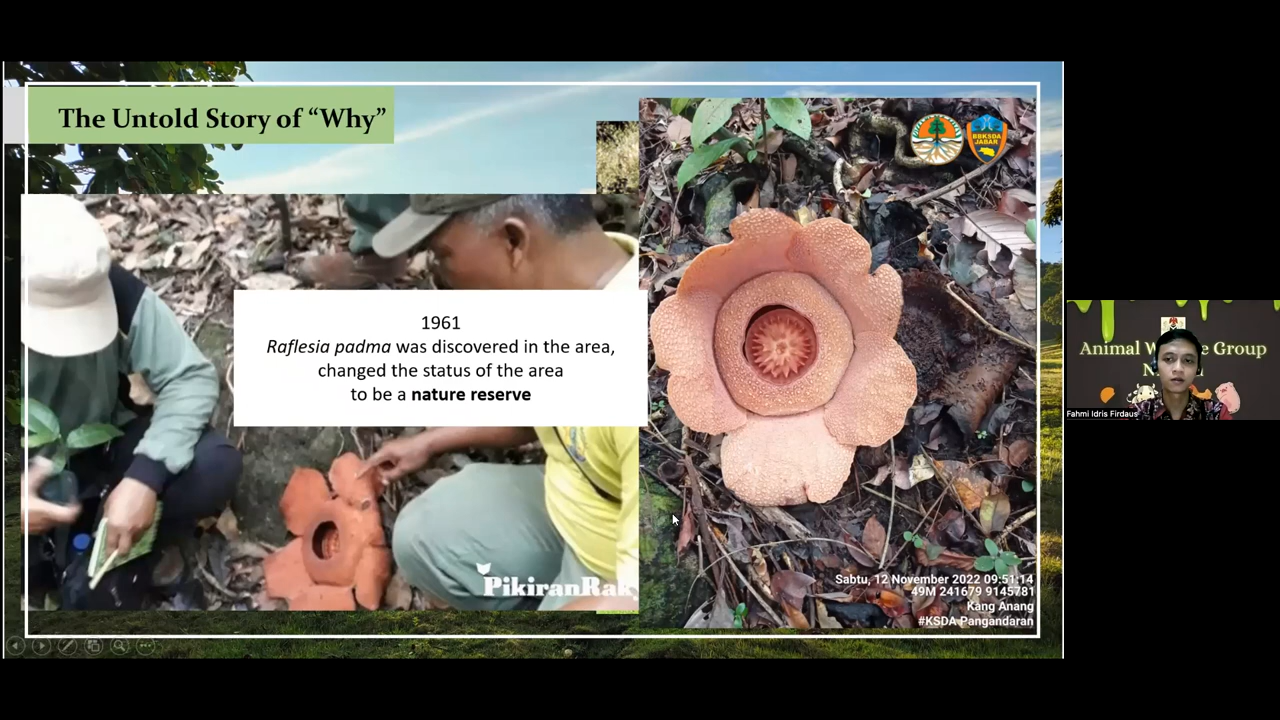 The Untold Story of “Why”
BBKSDA
JABAR
1961
Raflesia padma was discovered in the area,
changed the status of the area
to be a nature reserve
PikiranRak
Sabtu, 12 November 2022 09:51:14
49M 241679 9145781
Kang Anang
#KSDA Pangandaran
Fahmi Idris Firdaus